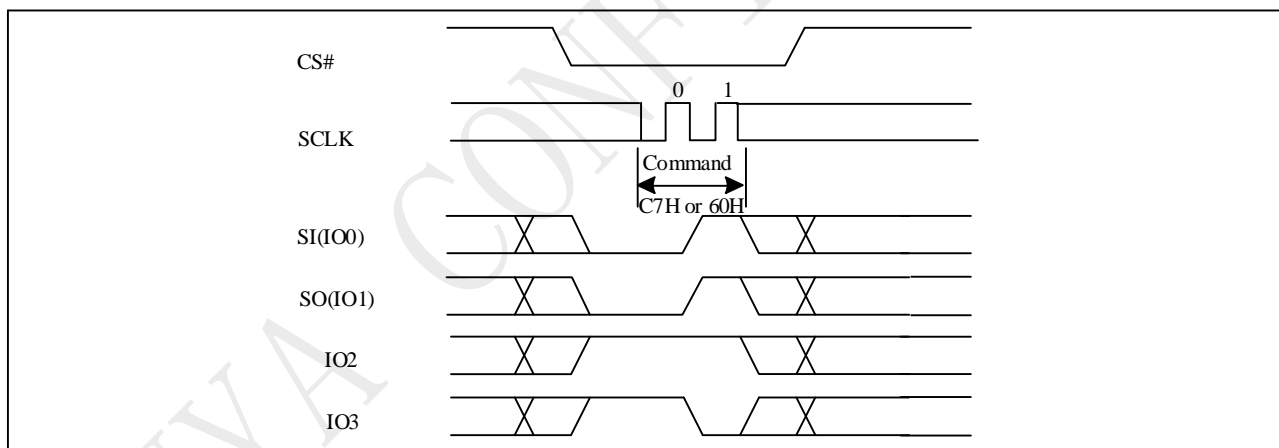 CS#
0 1
SCLK
Command
C7H or 60H
SI(IO0)
SO(IO1)
IO2
IO3